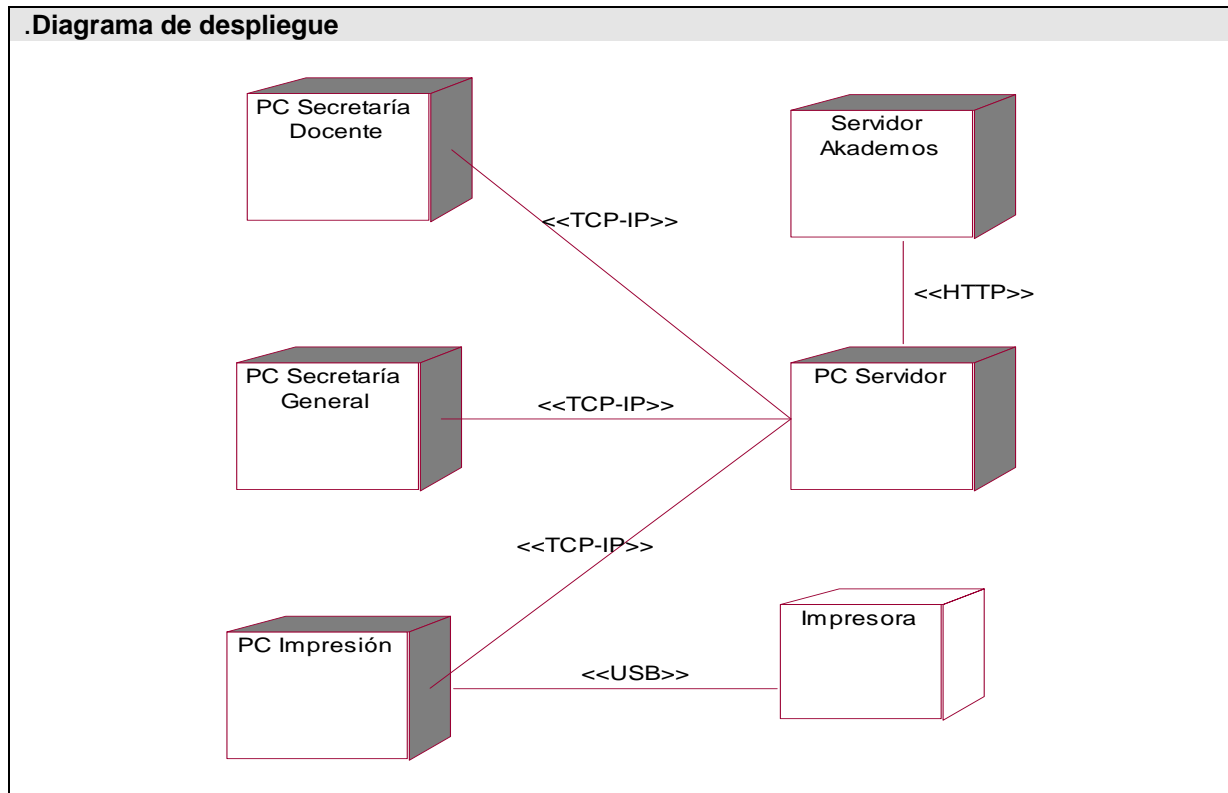 .Diagrama de despliegue
PC Secretaría
Docente
Servidor
Akademos
<<TCP-IP>>
<<HTTP>>
PC Secretaría
General
<<TCP-IP>>
PC Servidor
<<TCP-IP>>
PC Impresión
<<USB>>
Impresora